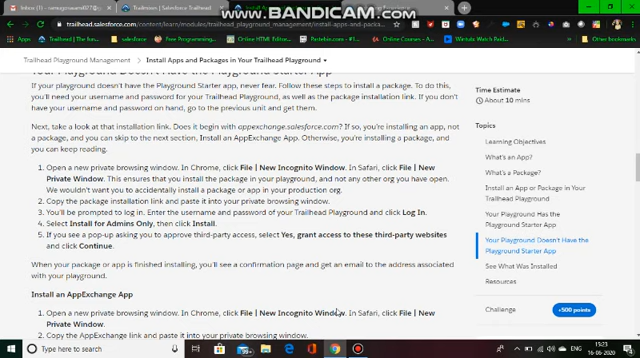 www.BANDICAM.com
Inbox (1) - ramegowsami027@
Trailmixes | Salesforce Trailhead
trailhead.salesforce.com/content/learn/modules/trailhead_playground_management/install-apps-and-packa...
Apps
Trailhead | The fun
salesforce
Html
Online HTML Editor
Pastebin.com - #1
Online Courses
Wartula Web Paid
Other bookmarks
Trailhead Playground Management
Install Apps and Packages in Your Trailhead Playground
Your Playground Doesn't Have the Playground Starter App
If your playground doesn't have the Playground Starter app, never fear. Follow these steps to install a package. To do this,
you'll need your username and password for your Trailhead Playground, as well as the package installation link. If you don't
have your username and password on hand, go to the previous unit and get them.
Next, take a look at that installation link. Does it begin with appexchange.salesforce.com? If so, you're installing an app, not
a package, and you can skip to the next section, Install an AppExchange App. Otherwise, you're installing a package, and
you can keep reading.
1. Open a new private browsing window. In Chrome, click File | New Incognito Window. In Safari, click File | New
Private Window. This ensures that you install the package in your playground, and not any other org you have open.
We wouldn't want you to accidentally install a package or app in your production org.
2. Copy the package installation link and paste it into your private browsing window.
3. You'll be prompted to log in. Enter the username and password of your Trailhead Playground and click Log In.
4. Select Install for Admins Only, then click Install.
5. If you see a pop-up asking you to approve third-party access, select Yes, grant access to these third-party websites
and click Continue.
When your package or app is finished installing, you'll see a confirmation page and get an email to the address associated
with your playground.
Install an AppExchange App
1. Open a new private browsing window. In Chrome, click File | New Incognito Window. In Safari, click File | New
Private Window.
2. Copy the AppExchange link and paste it into your private browsing window.
Time Estimate
About 10 mins
Topics
Learning Objectives
What's an App?
What's a Package?
Install an App or Package in
Your Trailhead Playground
Your Playground Has the
Playground Starter App
Your Playground Doesn't Have the
Playground Starter App
See What Was Installed
Resources
Challenge
+500 points
Type here to search
99+
ENG
15:23
16-06-2020